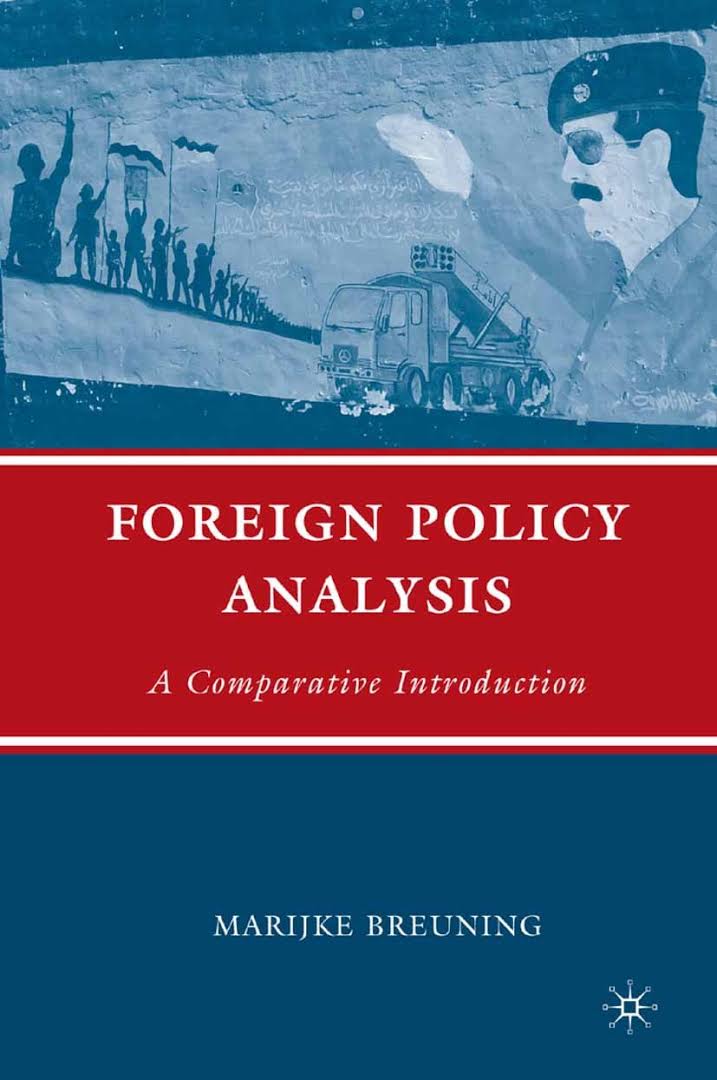 FOREIGN POLICY
ANALYSIS
A Comparative Introduction
MARIJKE BREUNING